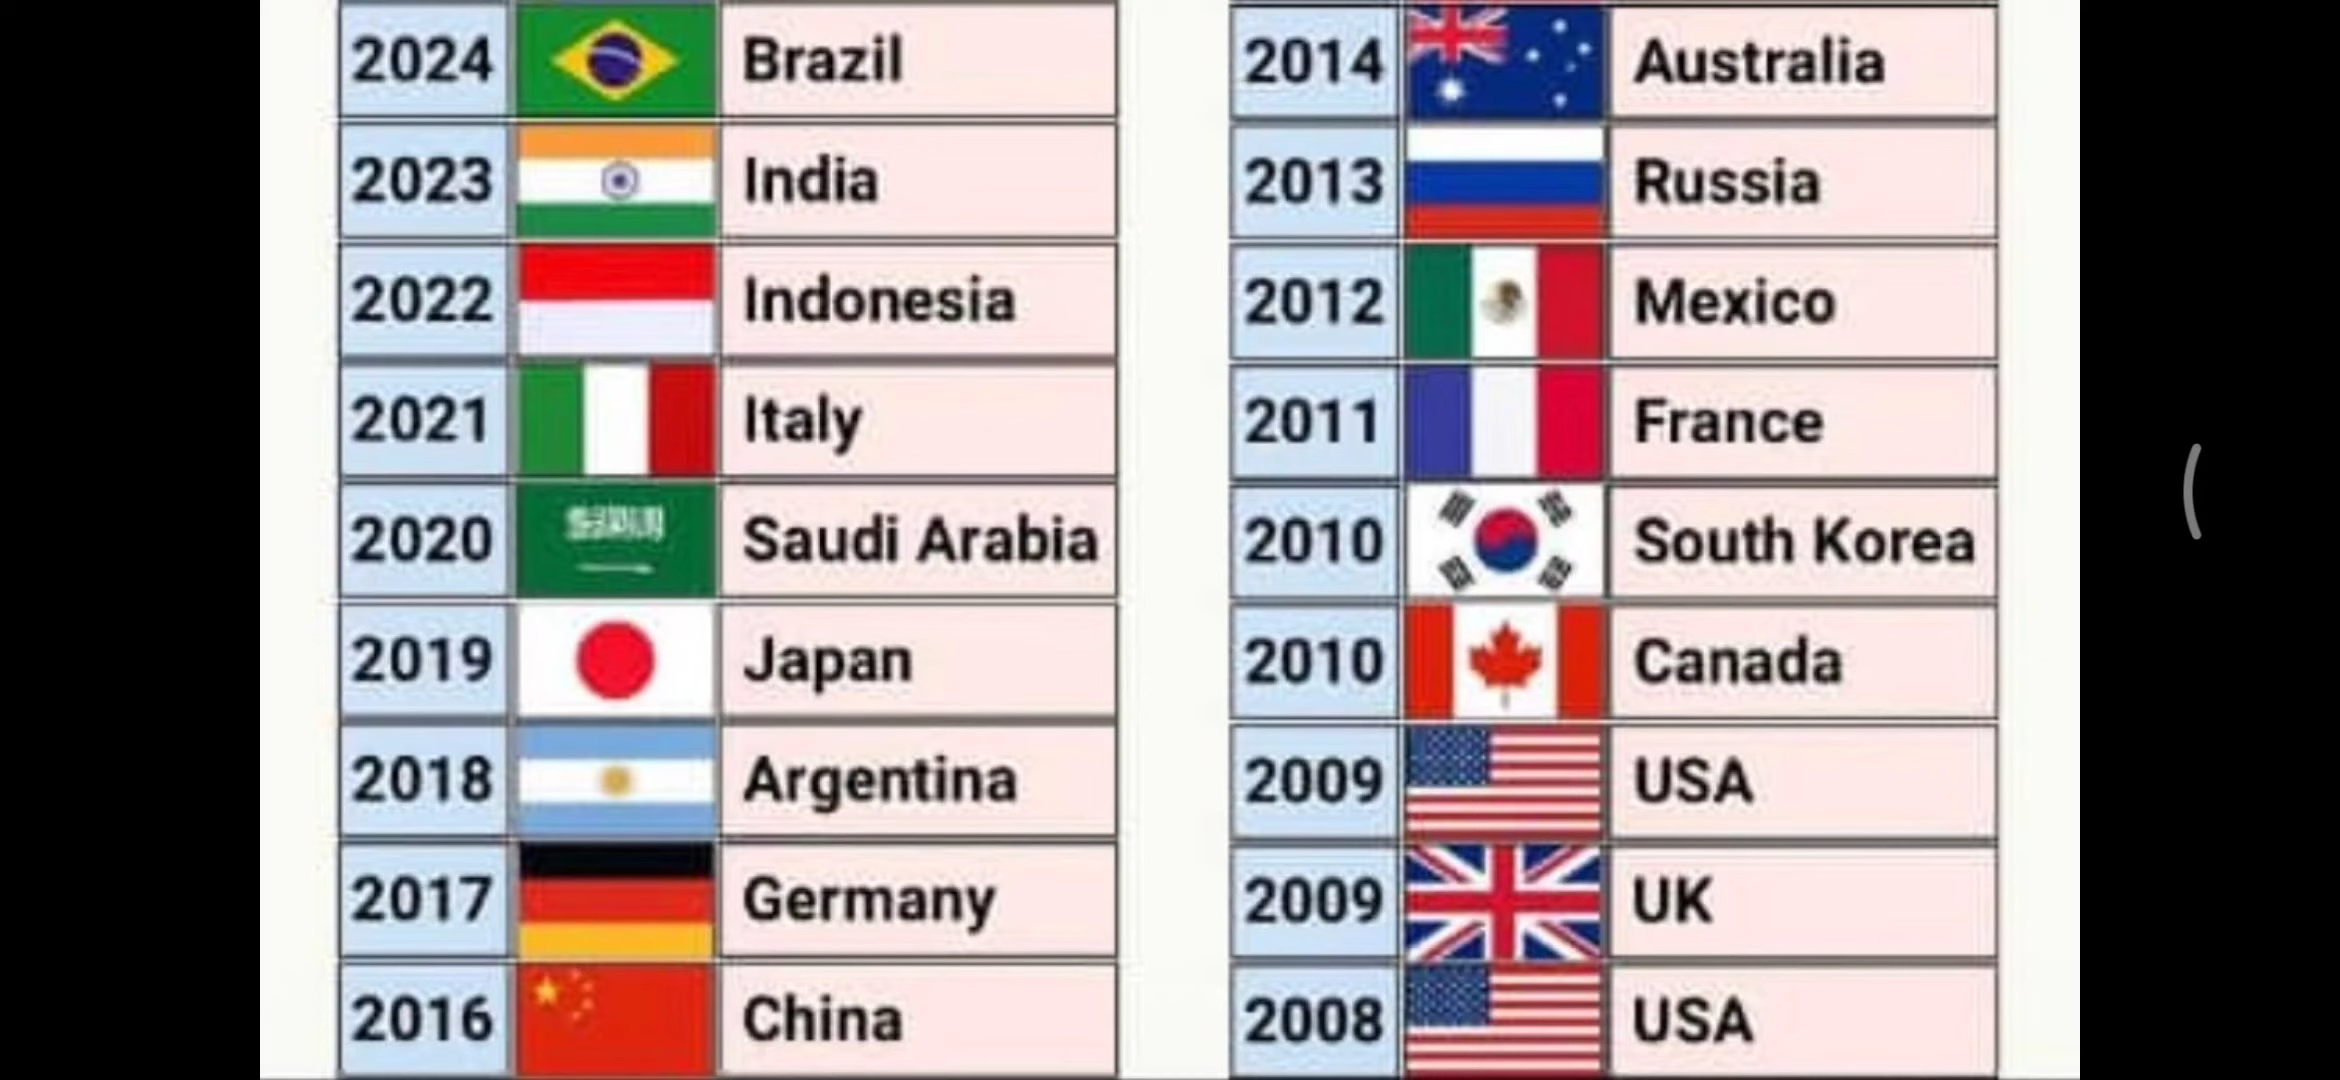 2024 Brazil
2023 India
2022 Indonesia
2021 Italy
2020 Saudi Arabia
2019 Japan
2018 Argentina
2017 Germany
2016 China
2014 Australia
2013 Russia
2012 Mexico
2011 France
2010 South Korea
2010 Canada
2009 USA
2009 UK
2008 USA